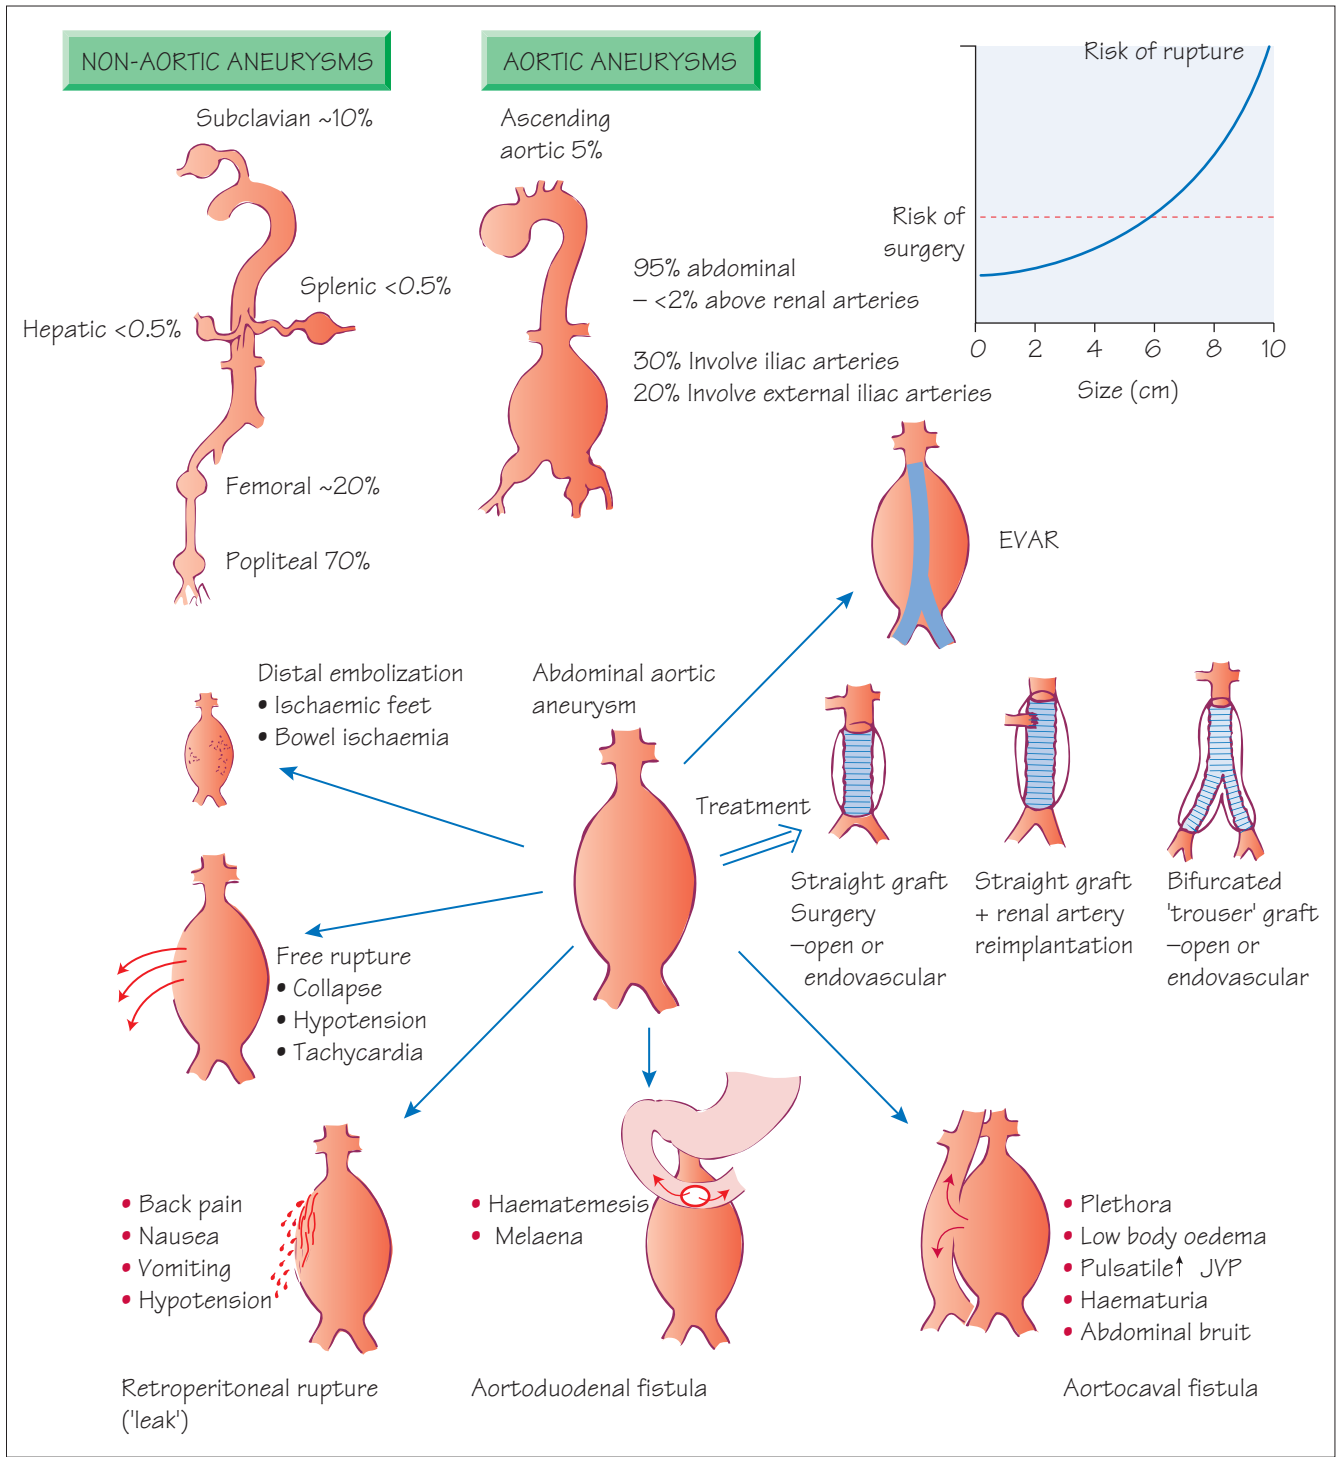 NON-AORTIC ANEURYSMS
Subclavian ~10%
Splenic <0.5%
Hepatic <0.5%
Femoral ~20%
Popliteal 70%
AORTIC ANEURYSMS
Ascending
aortic 5%
95% abdominal
– <2% above renal arteries
30% Involve iliac arteries
20% Involve external iliac arteries
Risk of rupture
Risk of
surgery
0 2 4 6 8 10
Size (cm)
EVAR
Distal embolization
• Ischaemic feet
• Bowel ischaemia
Abdominal aortic
aneurysm
Treatment
Straight graft
Surgery
–open or
endovascular
Straight graft
+ renal artery
reimplantation
Bifurcated
'trouser' graft
–open or
endovascular
Free rupture
• Collapse
• Hypotension
• Tachycardia
• Back pain
• Nausea
• Vomiting
• Hypotension
Retroperitoneal rupture
('leak')
• Haematemesis
• Melaena
Aortoduodenal fistula
• Plethora
• Low body oedema
• Pulsatile↑ JVP
• Haematuria
• Abdominal bruit
Aortocaval fistula